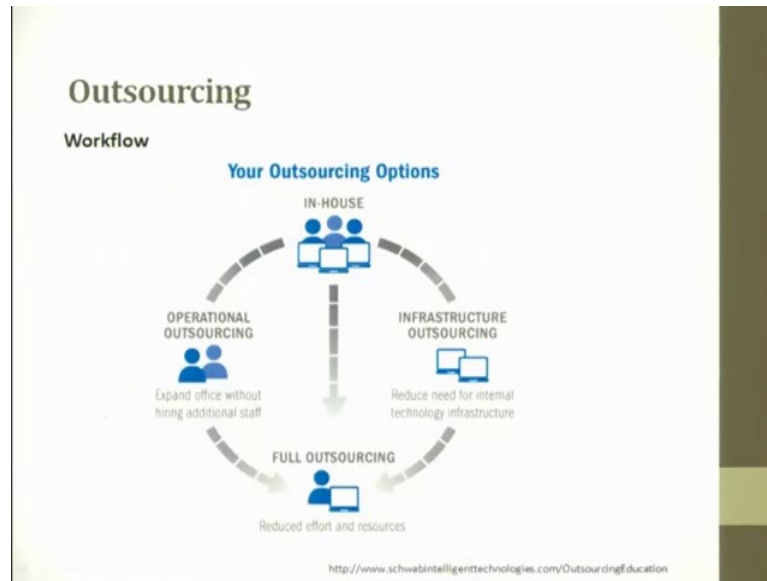 Outsourcing
Workflow
Your Outsourcing Options
IN-HOUSE
OPERATIONAL
OUTSOURCING
Expand office without
hiring additional staff
INFRASTRUCTURE
OUTSOURCING
Reduce need for internal
technology infrastructure
FULL OUTSOURCING
Reduced effort and resources
http://www.schwabintelligenttechnologies.com/OutsourcingEducation